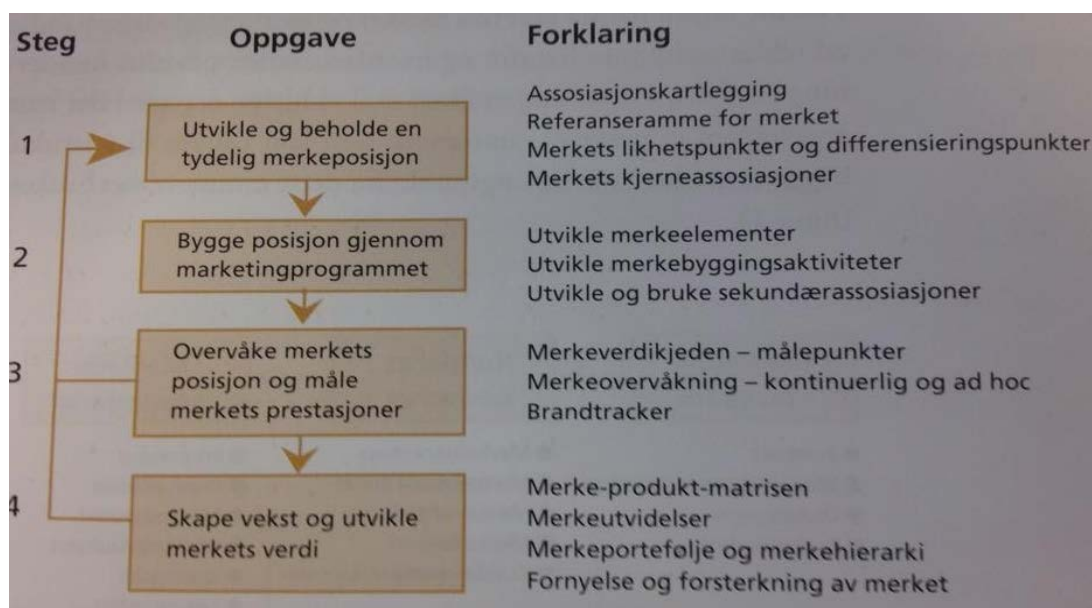 Steg Oppgave Forklaring
1
Utvikle og beholde en
tydelig merkeposisjon
Assosiasjonskartlegging
Referanseramme for merket
Merkets likhetspunkter og differensieringspunkter
Merkets kjerneassosiasjoner
2
Bygge posisjon gjennom
marketingprogrammet
Utvikle merkeelementer
Utvikle merkebyggingsaktiviteter
Utvikle og bruke sekundærassosiasjoner
3
Overvåke merkets
posisjon og måle
merkets prestasjoner
Merkeverdikjeden – målepunkter
Merkeovervåkning – kontinuerlig og ad hoc
Brandtracker
4
Skape vekst og utvikle
merkets verdi
Merke-produkt-matrisen
Merkeutvidelser
Merkeportefølje og merkehierarki
Fornyelse og forsterkning av merket